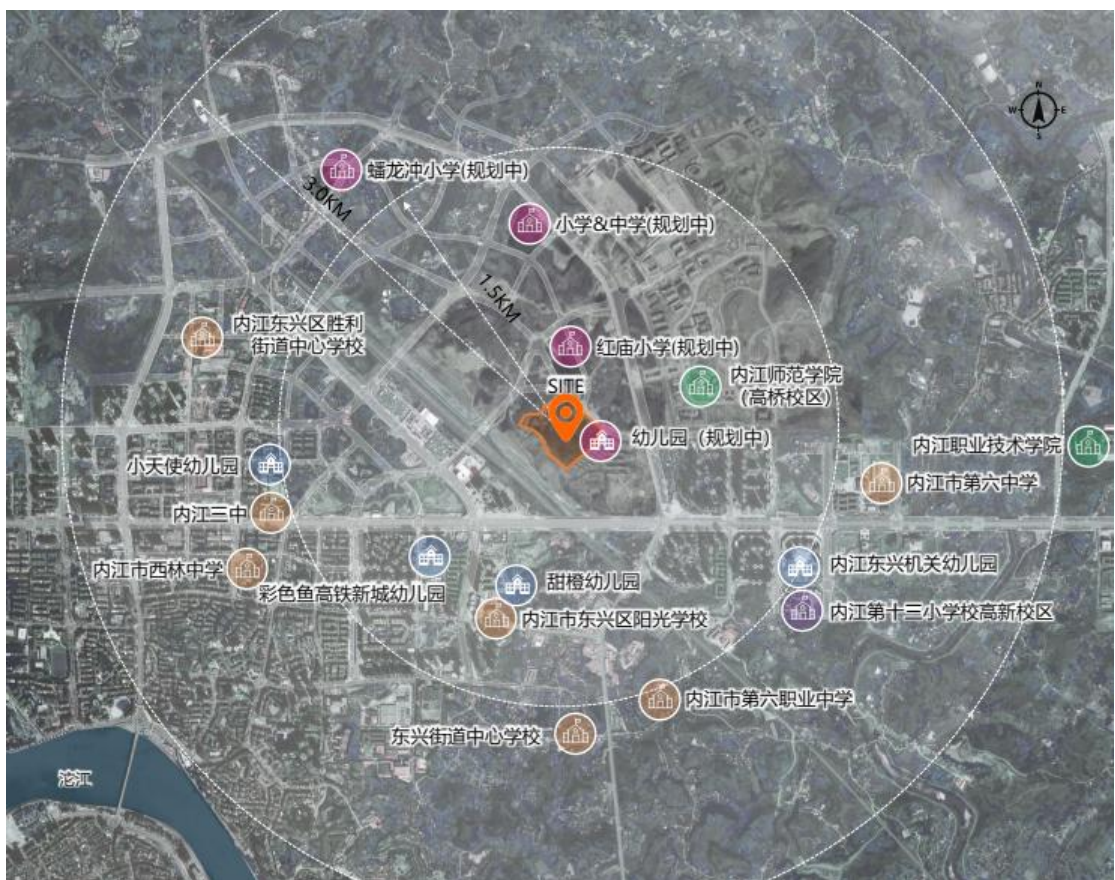 N
W
E
S
蟠龙冲小学(规划中)
3.0KM
小学&中学(规划中)
1.5KM
内江东兴区胜利
街道中心学校
红庙小学(规划中)
内江师范学院
(高桥校区)
SITE
幼儿园（规划中）
内江职业技术学院
小天使幼儿园
内江市第六中学
内江三中
内江市西林中学
彩色鱼高铁新城幼儿园
甜橙幼儿园
内江东兴机关幼儿园
内江市东兴区阳光学校
内江第十三小学校高新校区
内江市第六职业中学
东兴街道中心学校
沱江